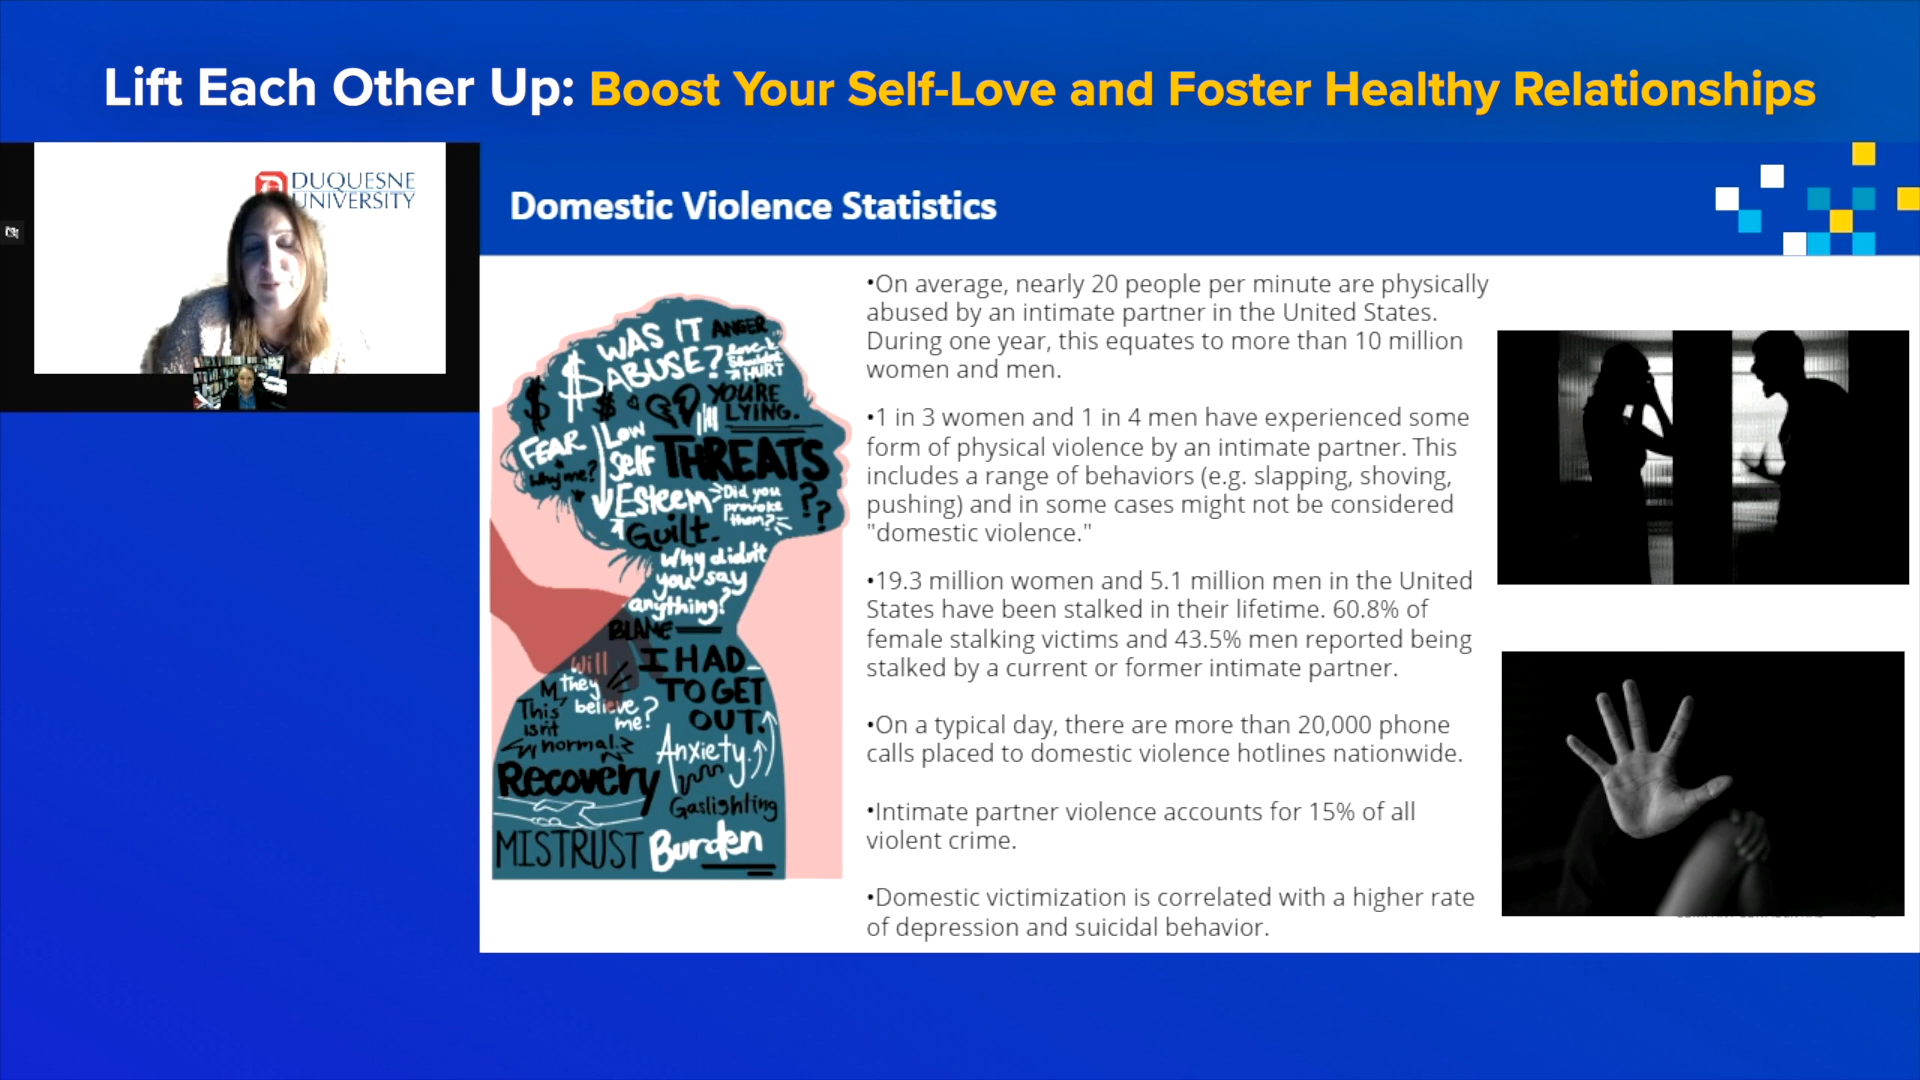 Lift Each Other Up: Boost Your Self-Love and Foster Healthy Relationships
DUQUESNE
UNIVERSITY
Domestic Violence Statistics
WAS IT
ABUSE?
ANGER
HURT
YOU'RE
LYING.
FEAR
Why me?
Low
Self
Esteem
THREATS
Did you
provoke
them?
??
Guilt.
Why didn't
you say
anything?
BLAME
Will
they
believe
me?
I HAD
TO GET
OUT.
This
isn't
normal.
Anxiety.
Recovery
Gaslighting
MISTRUST
Burden
•On average, nearly 20 people per minute are physically
abused by an intimate partner in the United States.
During one year, this equates to more than 10 million
women and men.
•1 in 3 women and 1 in 4 men have experienced some
form of physical violence by an intimate partner. This
includes a range of behaviors (e.g. slapping, shoving,
pushing) and in some cases might not be considered
"domestic violence."
•19.3 million women and 5.1 million men in the United
States have been stalked in their lifetime. 60.8% of
female stalking victims and 43.5% men reported being
stalked by a current or former intimate partner.
•On a typical day, there are more than 20,000 phone
calls placed to domestic violence hotlines nationwide.
•Intimate partner violence accounts for 15% of all
violent crime.
•Domestic victimization is correlated with a higher rate
of depression and suicidal behavior.